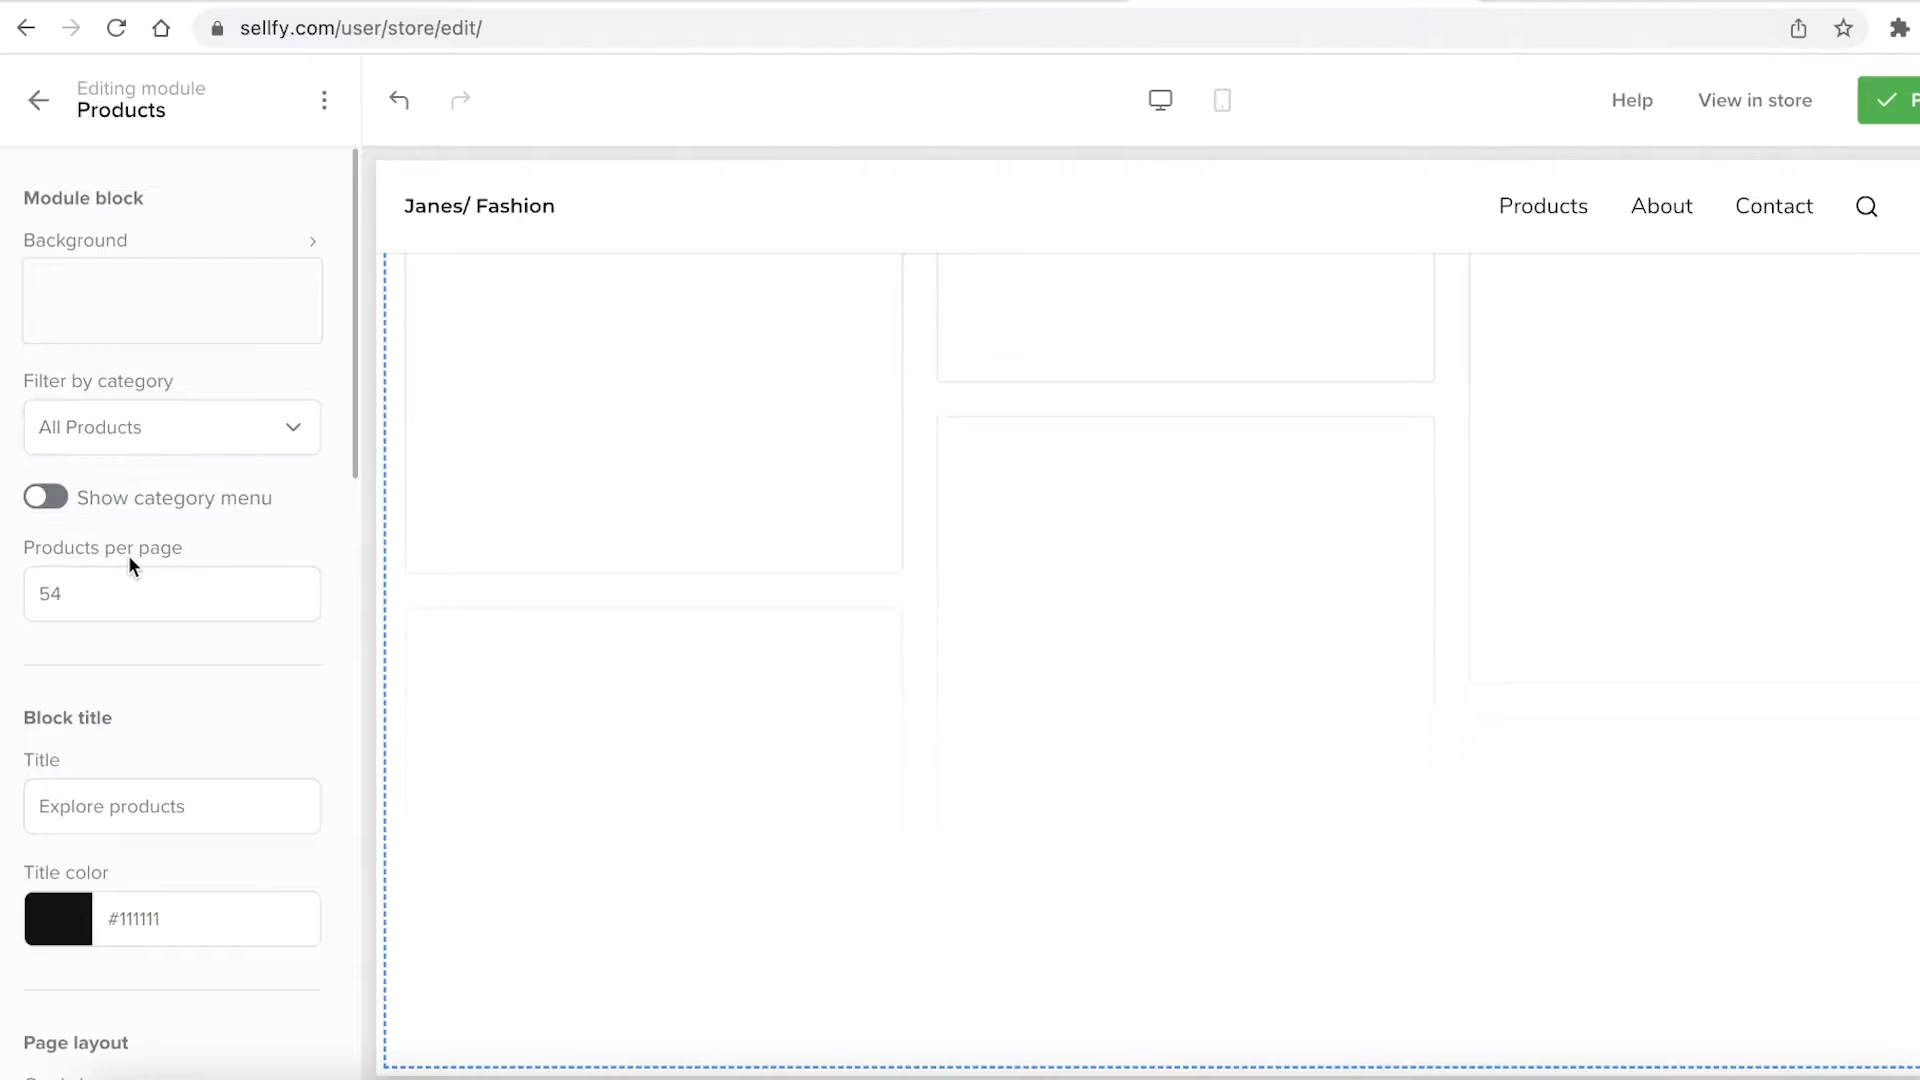 sellfy.com/user/store/edit/
Editing module
Products
Help
View in store
Module block
Background
Filter by category
All Products
Show category menu
Products per page
54
Block title
Title
Explore products
Title color
#111111
Page layout
Janes/ Fashion
Products
About
Contact